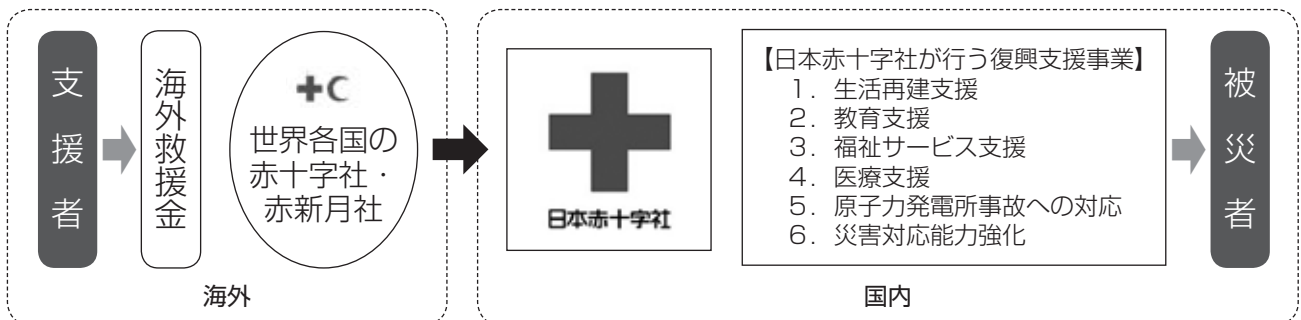 支援者
海外救援金
世界各国の
赤十字社・
赤新月社
海外
日本赤十字社
【日本赤十字社が行う復興支援事業】
1．生活再建支援
2．教育支援
3．福祉サービス支援
4．医療支援
5．原子力発電所事故への対応
6．災害対応能力強化
被災者
国内